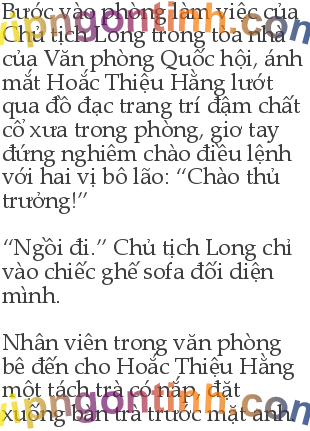 Bước vào phòng làm việc của
Chủ tịch Long trong tòa nhà
của Văn phòng Quốc hội, ánh
mắt Hoắc Thiệu Hằng lướt
qua đồ đạc trang trí đậm chất
cổ xưa trong phòng, giơ tay
đứng nghiêm chào điều lệnh
với hai vị bô lão: “Chào thủ
trưởng!”
“Ngồi đi.” Chủ tịch Long chỉ
vào chiếc ghế sofa đối diện
mình.
Nhân viên trong văn phòng
bê đến cho Hoắc Thiệu Hằng
một tách trà có nắp, đặt
xuống bàn trà trước mặt anh.